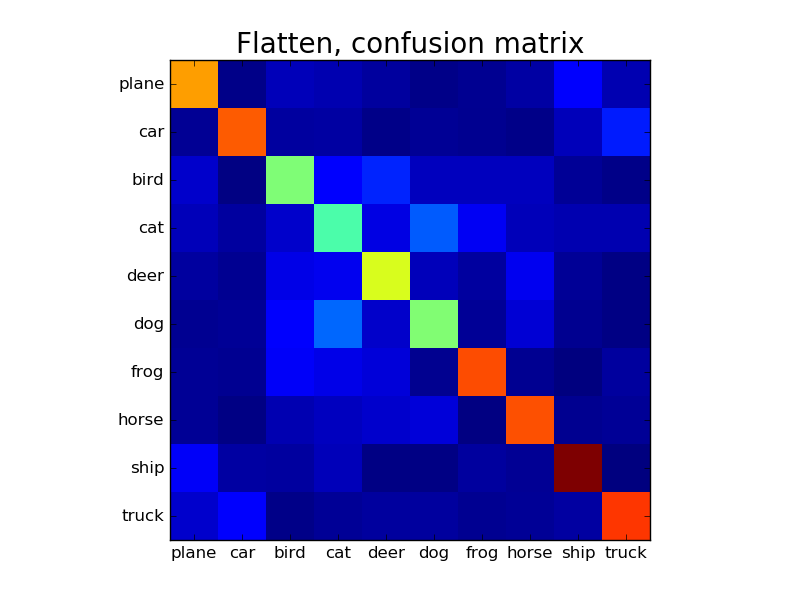 Flatten, confusion matrix
plane
car
bird
cat
deer
dog
frog
horse
ship
truck
plane car bird cat deer dog frog horse ship truck